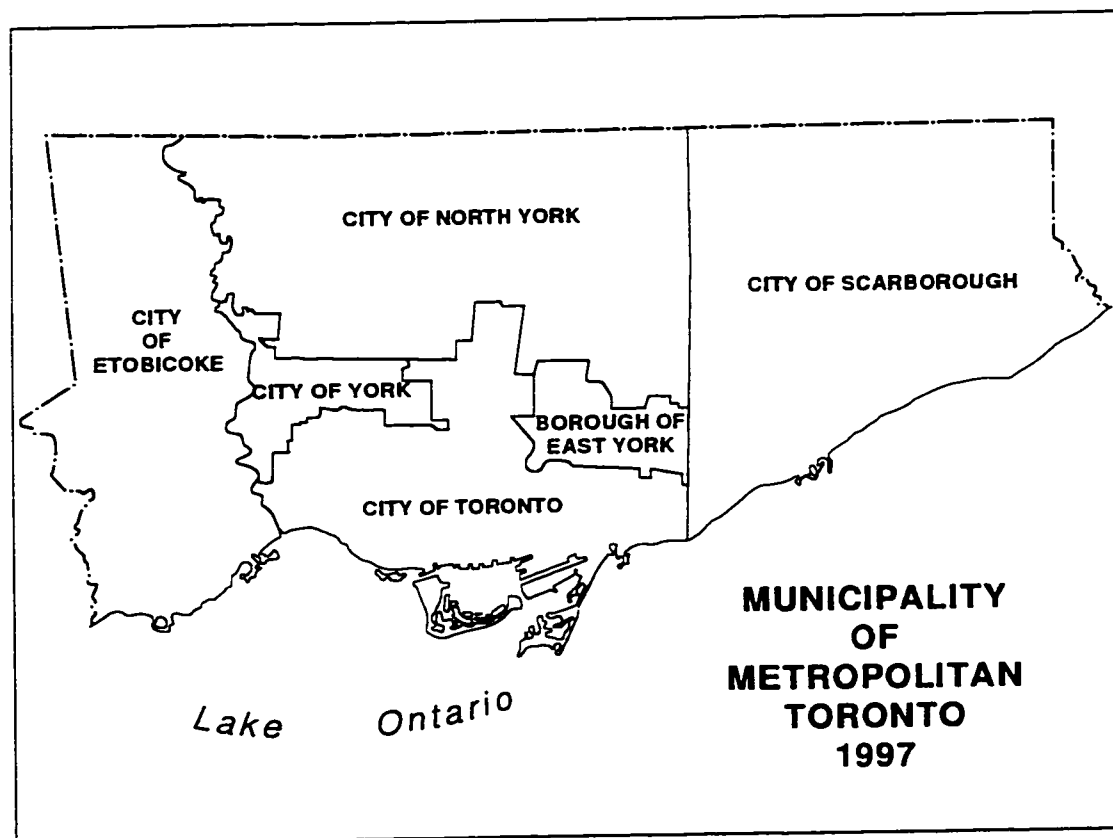 CITY OF NORTH YORK
CITY OF SCARBOROUGH
CITY
OF
ETOBICOKE
CITY OF YORK
BOROUGH OF
EAST YORK
CITY OF TORONTO
MUNICIPALITY
OF
METROPOLITAN
TORONTO
1997
Lake Ontario